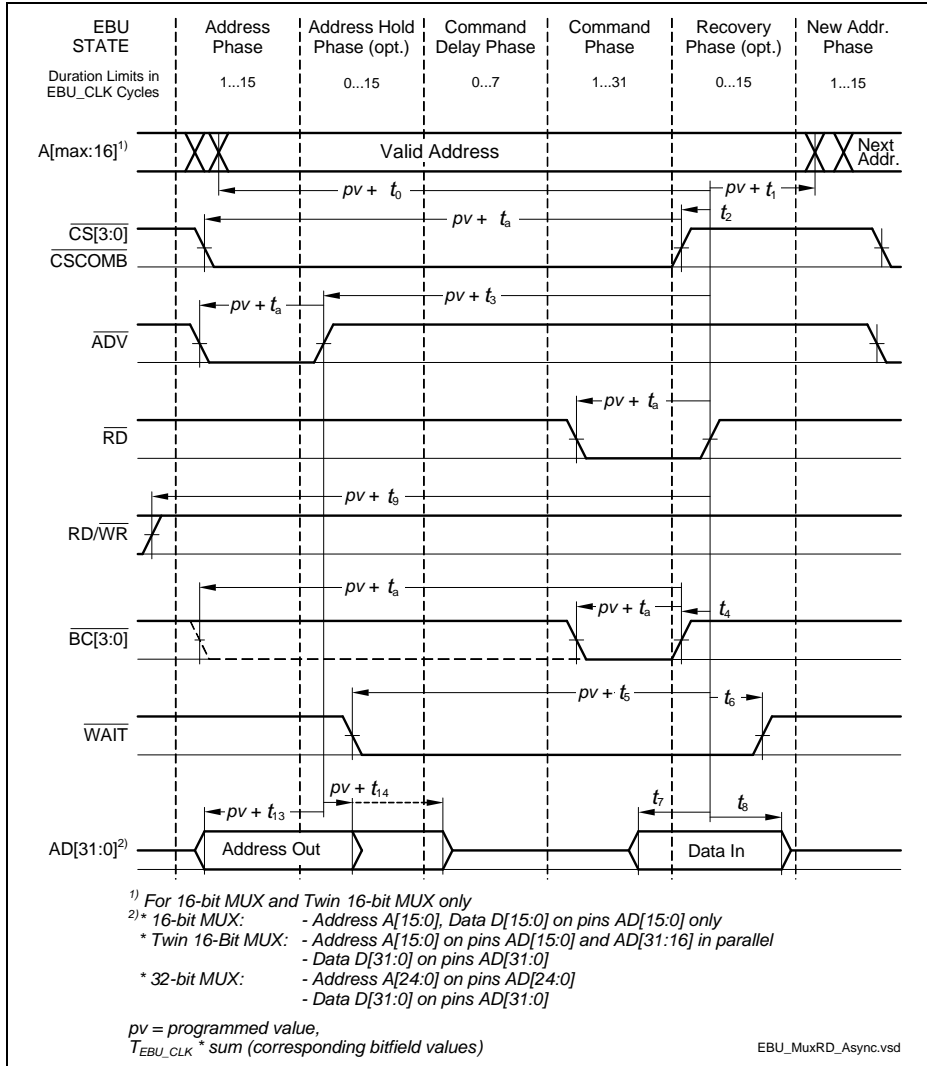 EBU STATE
Address Phase
Address Hold Phase (opt.)
Command Delay Phase
Command Phase
Recovery Phase (opt.)
New Addr. Phase
Duration Limits in EBU_CLK Cycles
1...15
0...15
0...7
1...31
0...15
1...15
A[max:16]1)
Valid Address
Next Addr.
pv + t0
pv + t1
CS[3:0]
CSCOMB
pv + ta
t2
ADV
pv + ta
pv + t3
RD
pv + ta
RD/WR
pv + t9
BC[3:0]
pv + ta
pv + ta
t4
WAIT
pv + t5
t6
AD[31:0]2)
pv + t13
pv + t14
t7
t8
Address Out
Data In
1) For 16-bit MUX and Twin 16-bit MUX only
2)* 16-bit MUX: - Address A[15:0], Data D[15:0] on pins AD[15:0] only
* Twin 16-Bit MUX: - Address A[15:0] on pins AD[15:0] and AD[31:16] in parallel
- Data D[31:0] on pins AD[31:0]
* 32-bit MUX: - Address A[24:0] on pins AD[24:0]
- Data D[31:0] on pins AD[31:0]
pv = programmed value,
TEBU_CLK * sum (corresponding bitfield values)
EBU_MuxRD_Async.vsd